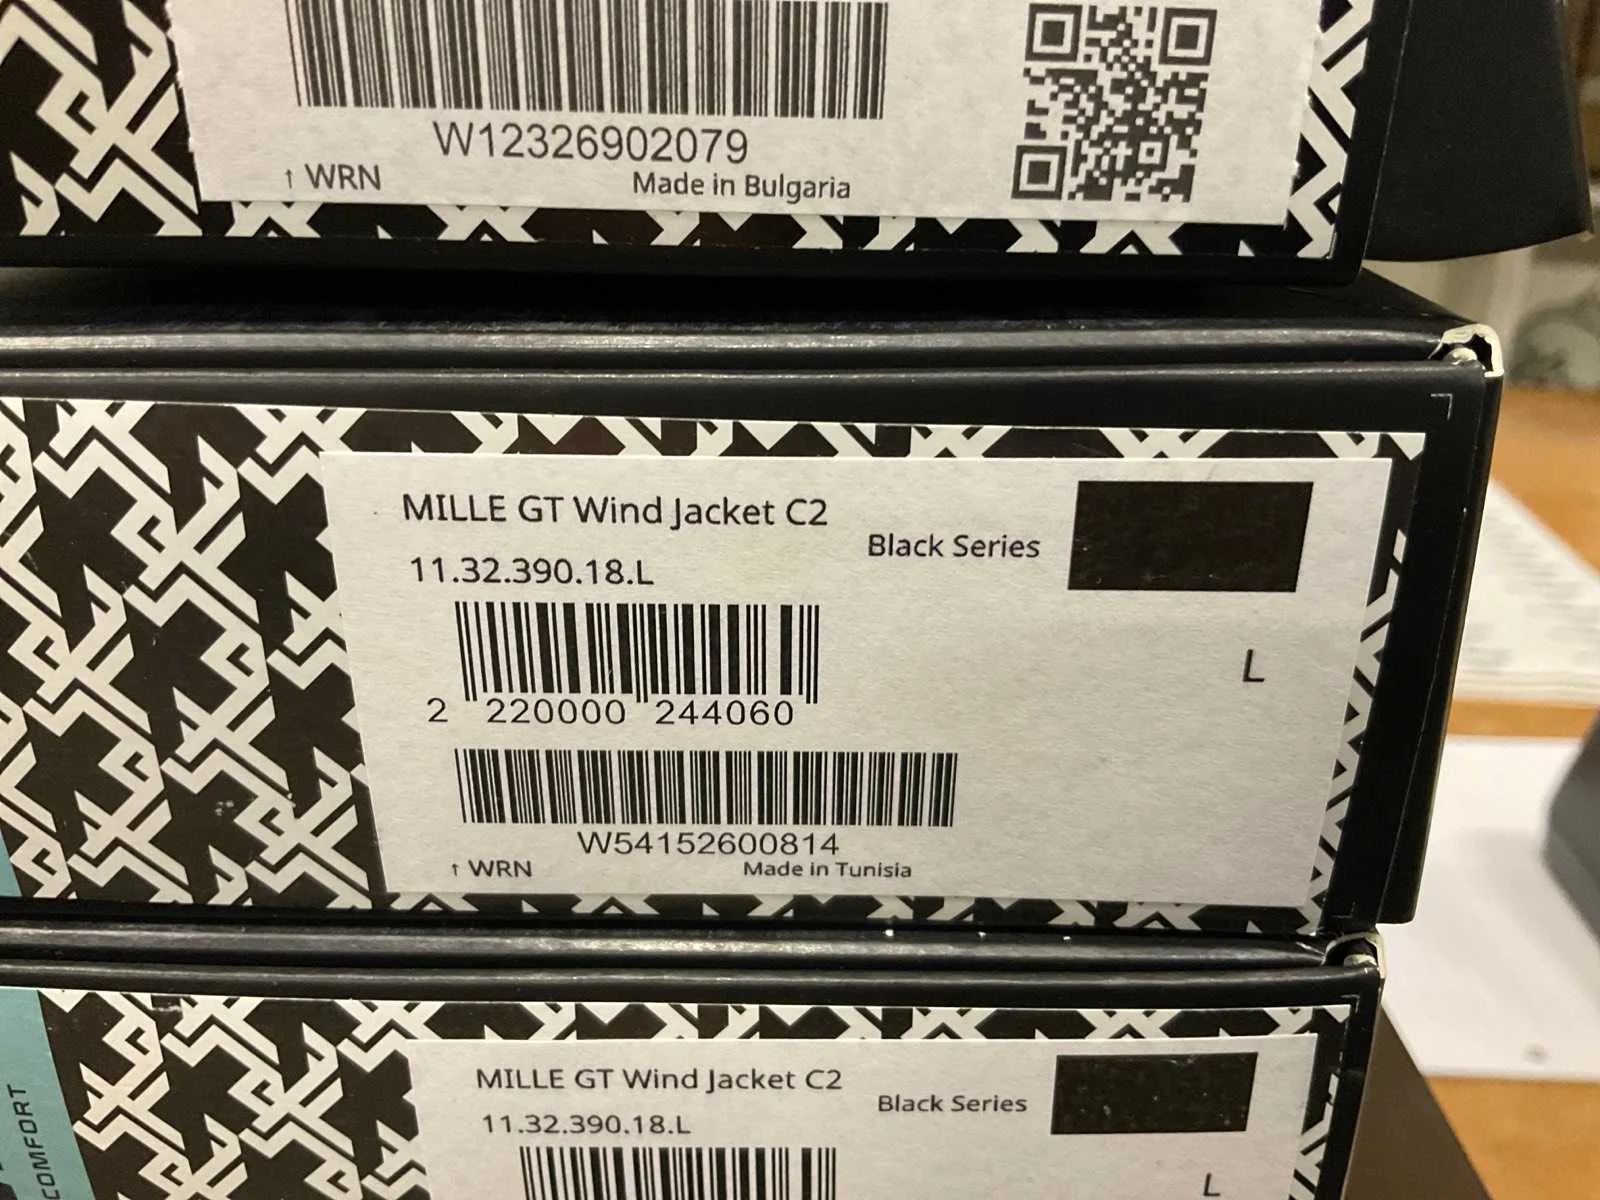 W12326902079
↑ WRN Made in Bulgaria
MILLE GT Wind Jacket C2
Black Series
11.32.390.18.L
L
2 220000 244060
W54152600814
↑ WRN Made in Tunisia
MILLE GT Wind Jacket C2
Black Series
11.32.390.18.L
L
COMFORT